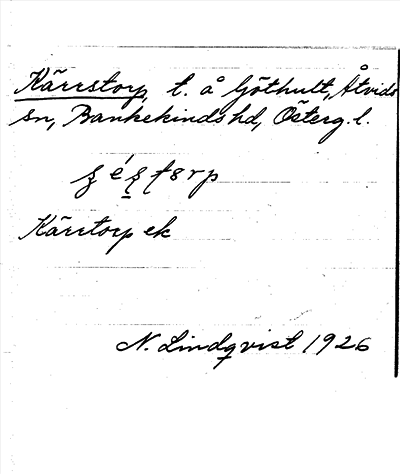 Kärrstorp, t. å Göthult, Åtvids
sn, Bankekinds hd, Österg. l.
Kärrtorp ek
N. Lindqvist 1926